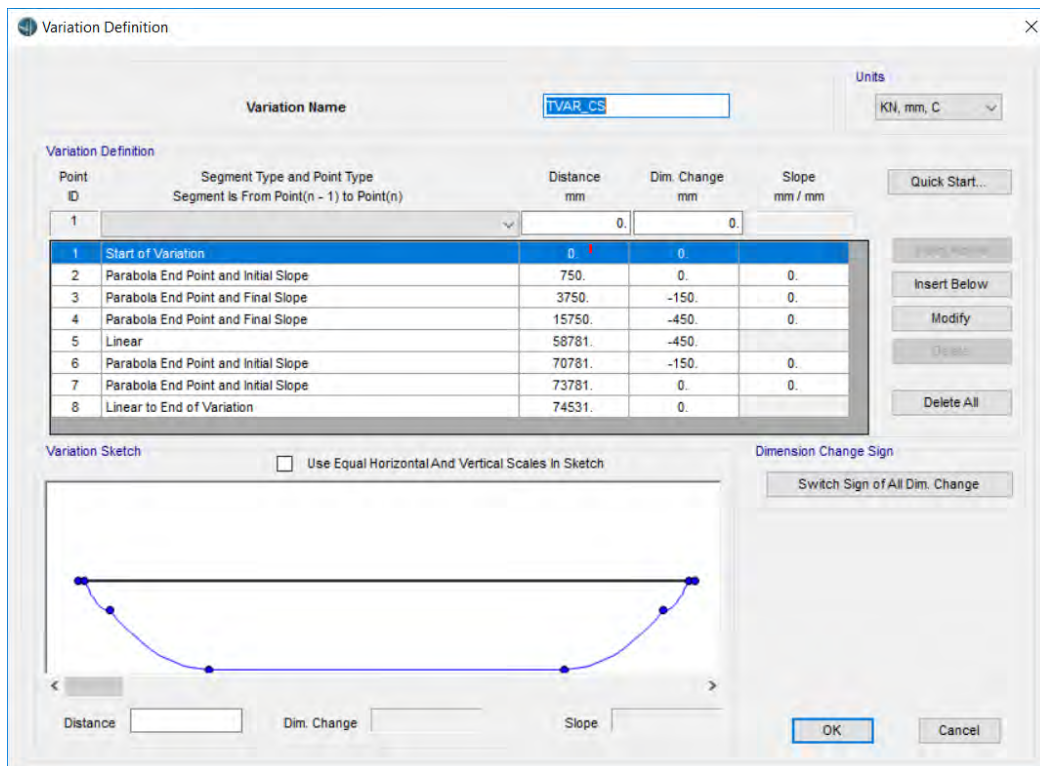 Variation Definition
Units
Variation Name TVAR_CS KN, mm, C
Variation Definition
Point Segment Type and Point Type Distance Dim. Change Slope
ID Segment Is From Point(n - 1) to Point(n) mm mm mm / mm
Quick Start...
1 0. 0.
1 Start of Variation 0. 0.
2 Parabola End Point and Initial Slope 750. 0. 0.
Insert Below
3 Parabola End Point and Final Slope 3750. -150. 0.
4 Parabola End Point and Final Slope 15750. -450. 0.
Modify
5 Linear 58781. -450.
6 Parabola End Point and Initial Slope 70781. -150. 0.
7 Parabola End Point and Initial Slope 73781. 0. 0.
8 Linear to End of Variation 74531. 0.
Delete All
Variation Sketch
Use Equal Horizontal And Vertical Scales In Sketch
Dimension Change Sign
Switch Sign of All Dim. Change
Distance Dim. Change Slope
OK Cancel